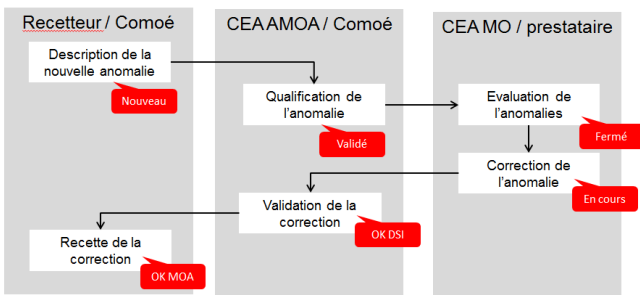 Recetteur / Comoé
CEA AMOA / Comoé
CEA MO / prestataire
Description de la
nouvelle anomalie
Nouveau
Qualification de
l'anomalie
Validé
Evaluation de
l'anomalies
Fermé
Correction de
l'anomalie
En cours
Validation de la
correction
OK DSI
Recette de la
correction
OK MOA